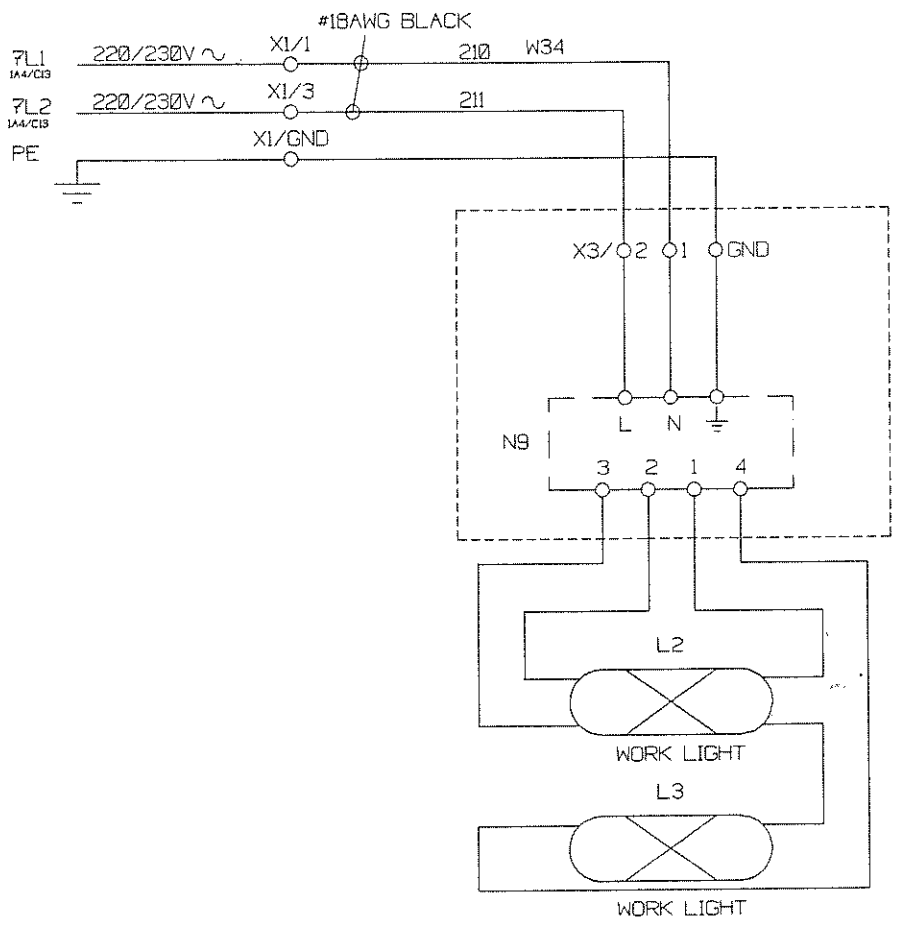 #18AWG BLACK
7L1 220/230V ~ X1/1 210 W34
1A4/C13
7L2 220/230V ~ X1/3 211
1A4/C13
PE X1/GND
X3/ 2 1 GND
L N
N9
3 2 1 4
L2
WORK LIGHT
L3
WORK LIGHT